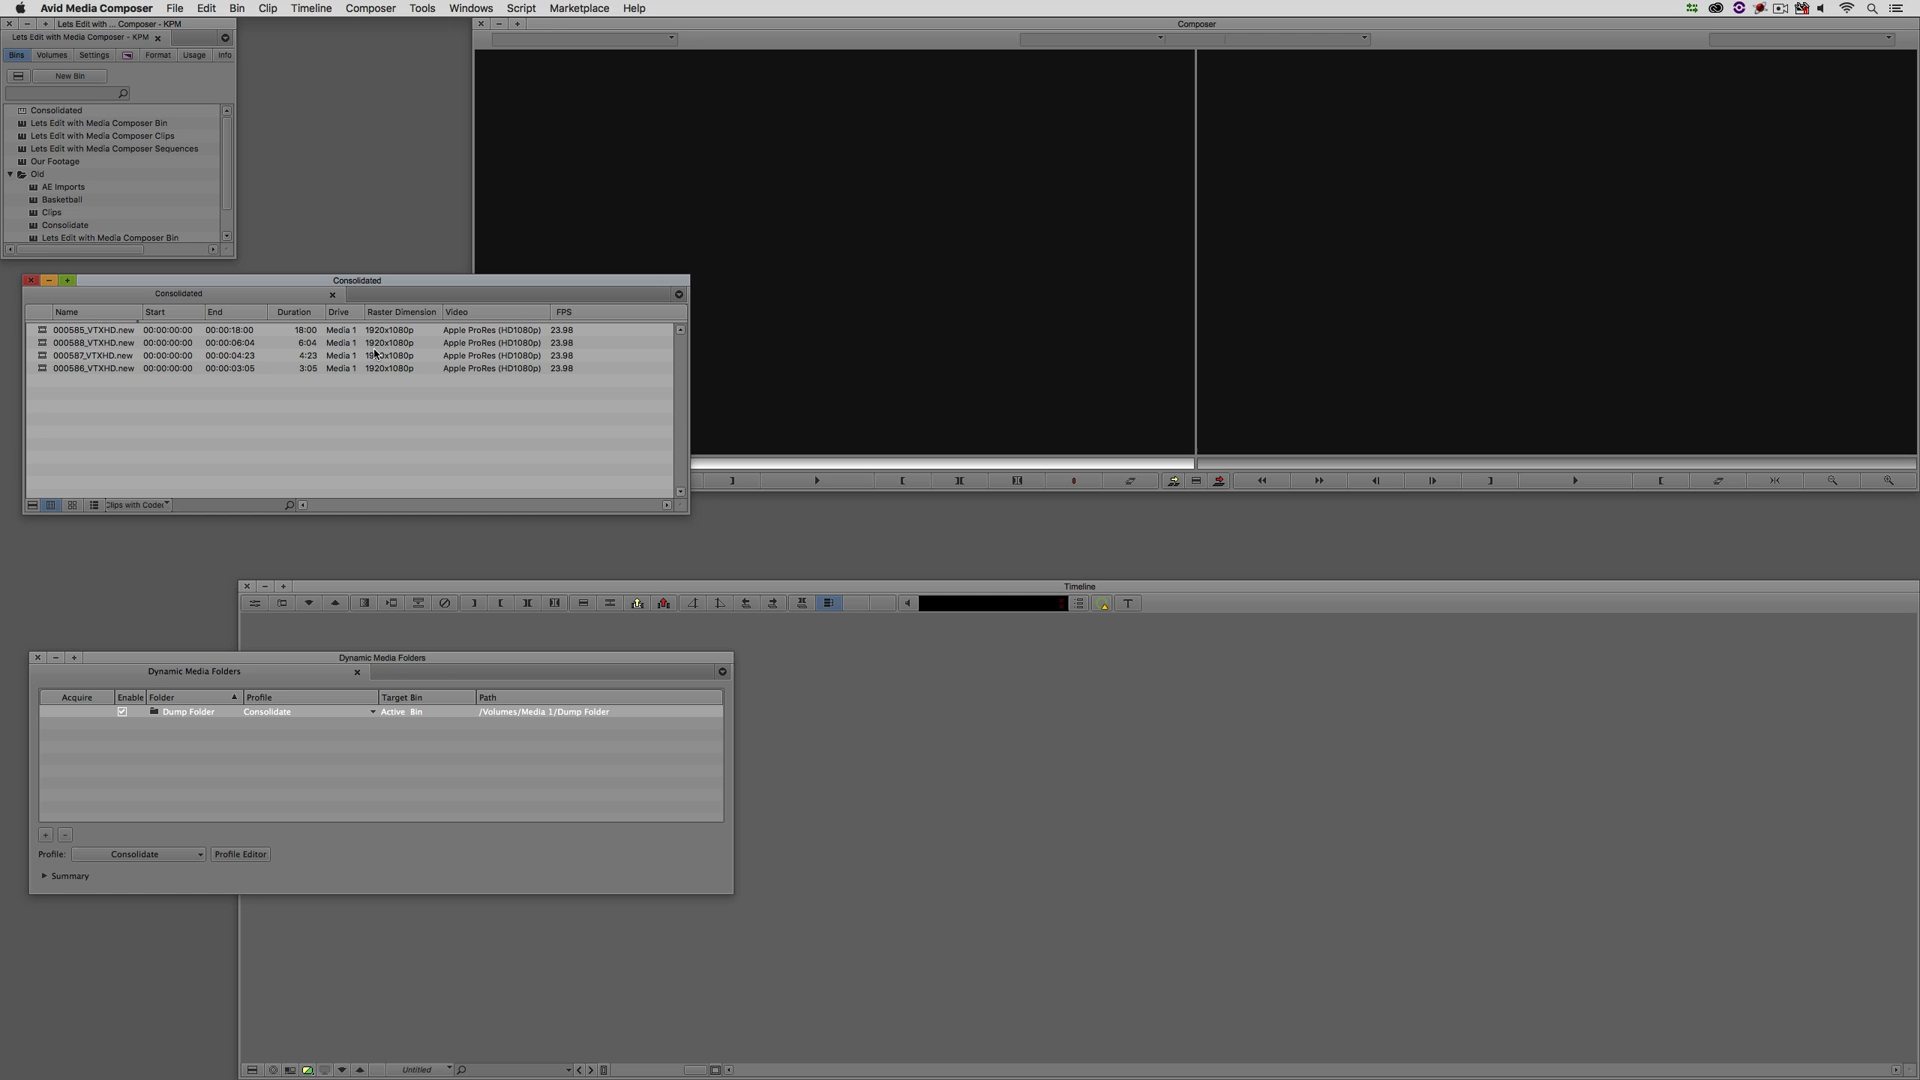 Avid Media Composer File Edit Bin Clip Timeline Composer Tools Windows Script Marketplace Help
Lets Edit with ... Composer - KPM
Lets Edit with Media Composer - KPM
Bins Volumes Settings Format Usage Info
New Bin
Consolidated
Lets Edit with Media Composer Bin
Lets Edit with Media Composer Clips
Lets Edit with Media Composer Sequences
Our Footage
Old
AE Imports
Basketball
Clips
Consolidate
Lets Edit with Media Composer Bin
Composer
Consolidated
Consolidated
Name Start End Duration Drive Raster Dimension Video FPS
000585_VTXHD.new 00:00:00:00 00:00:18:00 18:00 Media 1 1920x1080p Apple ProRes (HD1080p) 23.98
000588_VTXHD.new 00:00:00:00 00:00:06:04 6:04 Media 1 1920x1080p Apple ProRes (HD1080p) 23.98
000587_VTXHD.new 00:00:00:00 00:00:04:23 4:23 Media 1 1920x1080p Apple ProRes (HD1080p) 23.98
000586_VTXHD.new 00:00:00:00 00:00:03:05 3:05 Media 1 1920x1080p Apple ProRes (HD1080p) 23.98
Clips with Coder
Timeline
Dynamic Media Folders
Dynamic Media Folders
Acquire Enable Folder Profile Target Bin Path
Dump Folder Consolidate Active Bin /Volumes/Media 1/Dump Folder
Profile: Consolidate Profile Editor
Summary
Untitled